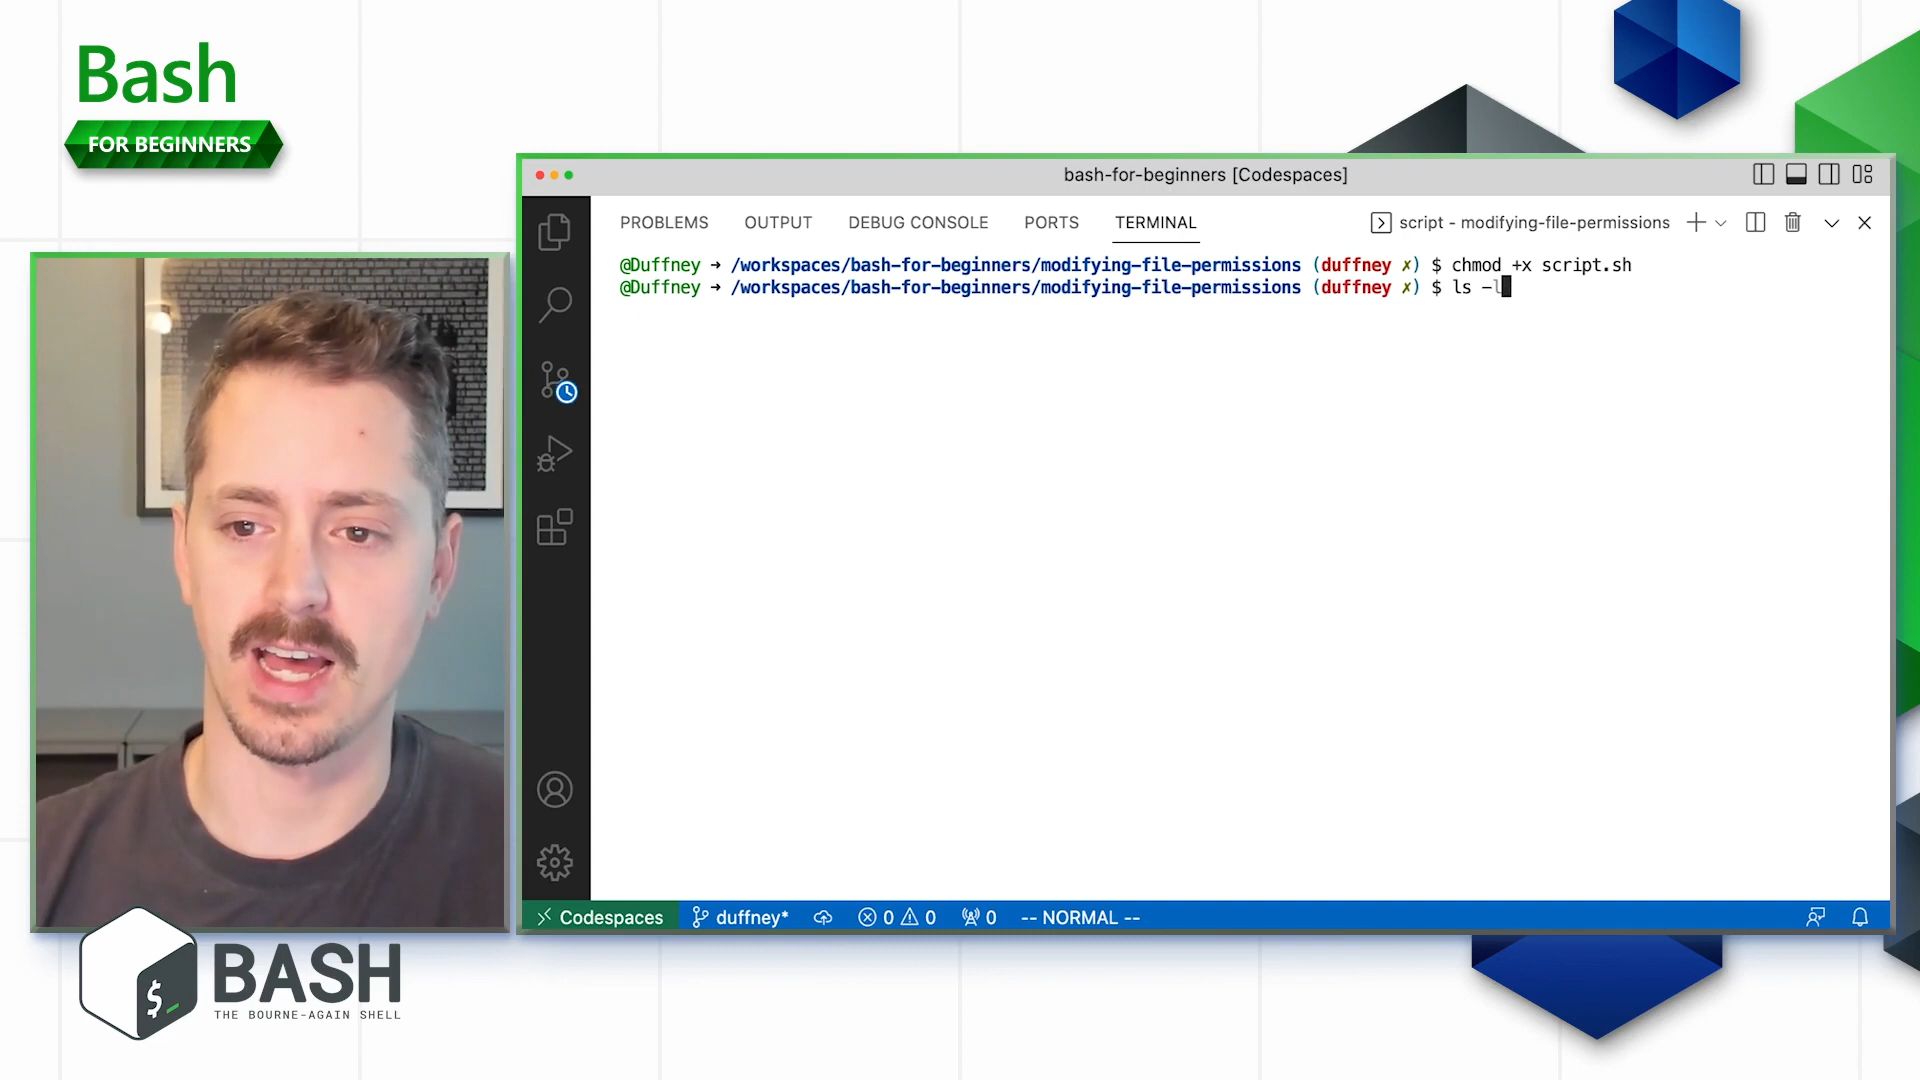 Bash
FOR BEGINNERS
bash-for-beginners [Codespaces]
PROBLEMS OUTPUT DEBUG CONSOLE PORTS TERMINAL script - modifying-file-permissions
@Duffney → /workspaces/bash-for-beginners/modifying-file-permissions (duffney ✗) $ chmod +x script.sh
@Duffney → /workspaces/bash-for-beginners/modifying-file-permissions (duffney ✗) $ ls -l
Codespaces duffney* 0 0 0 -- NORMAL --
$_
BASH
THE BOURNE-AGAIN SHELL